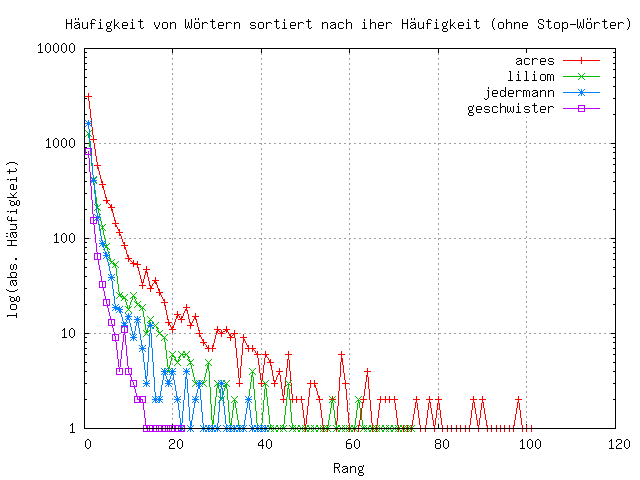 Häufigkeit von Wörtern sortiert nach iher Häufigkeit (ohne Stop-Wörter)
10000
1000
100
10
1
log(abs. Häufigkeit)
acres
liliom
jedermann
geschwister
0 20 40 60 80 100 120
Rang